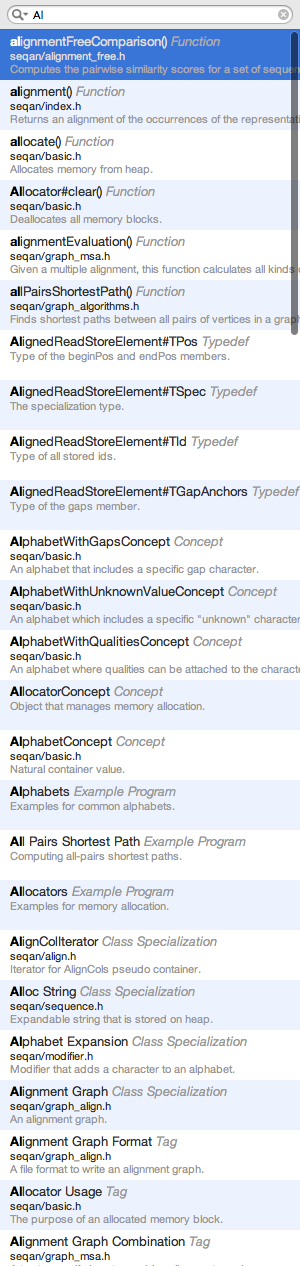 Al
alignmentFreeComparison() Function
seqan/alignment_free.h
Computes the pairwise similarity scores for a set of
alignment() Function
seqan/index.h
Returns an alignment of the occurrences of the
allocate() Function
seqan/basic.h
Allocates memory from heap.
Allocator#clear() Function
seqan/basic.h
Deallocates all memory blocks.
alignmentEvaluation() Function
seqan/graph_msa.h
Given a multiple alignment, this function calculates all kinds
allPairsShortestPath() Function
seqan/graph_algorithms.h
Finds shortest paths between all pairs of vertices in a
AlignedReadStoreElement#TPos Typedef
Type of the beginPos and endPos members.
AlignedReadStoreElement#TSpec Typedef
The specialization type.
AlignedReadStoreElement#TId Typedef
Type of all stored ids.
AlignedReadStoreElement#TGapAnchors Typedef
Type of the gaps member.
AlphabetWithGapsConcept Concept
seqan/basic.h
An alphabet that includes a specific gap character.
AlphabetWithUnknownValueConcept Concept
seqan/basic.h
An alphabet which includes a specific "unknown" character
AlphabetWithQualitiesConcept Concept
seqan/basic.h
An alphabet where qualities can be attached to the
AllocatorConcept Concept
Object that manages memory allocation.
AlphabetConcept Concept
seqan/basic.h
Natural container value.
Alphabets Example Program
Examples for common alphabets.
All Pairs Shortest Path Example Program
Computing all-pairs shortest paths.
Allocators Example Program
Examples for memory allocation.
AlignColIterator Class Specialization
seqan/align.h
Iterator for AlignCols pseudo container.
Alloc String Class Specialization
seqan/sequence.h
Expandable string that is stored on heap.
Alphabet Expansion Class Specialization
seqan/modifier.h
Modifier that adds a character to an alphabet.
Alignment Graph Class Specialization
seqan/graph_align.h
An alignment graph.
Alignment Graph Format Tag
seqan/graph_align.h
A file format to write an alignment graph.
Allocator Usage Tag
seqan/basic.h
The purpose of an allocated memory block.
Alignment Graph Combination Tag
seqan/graph_msa.h